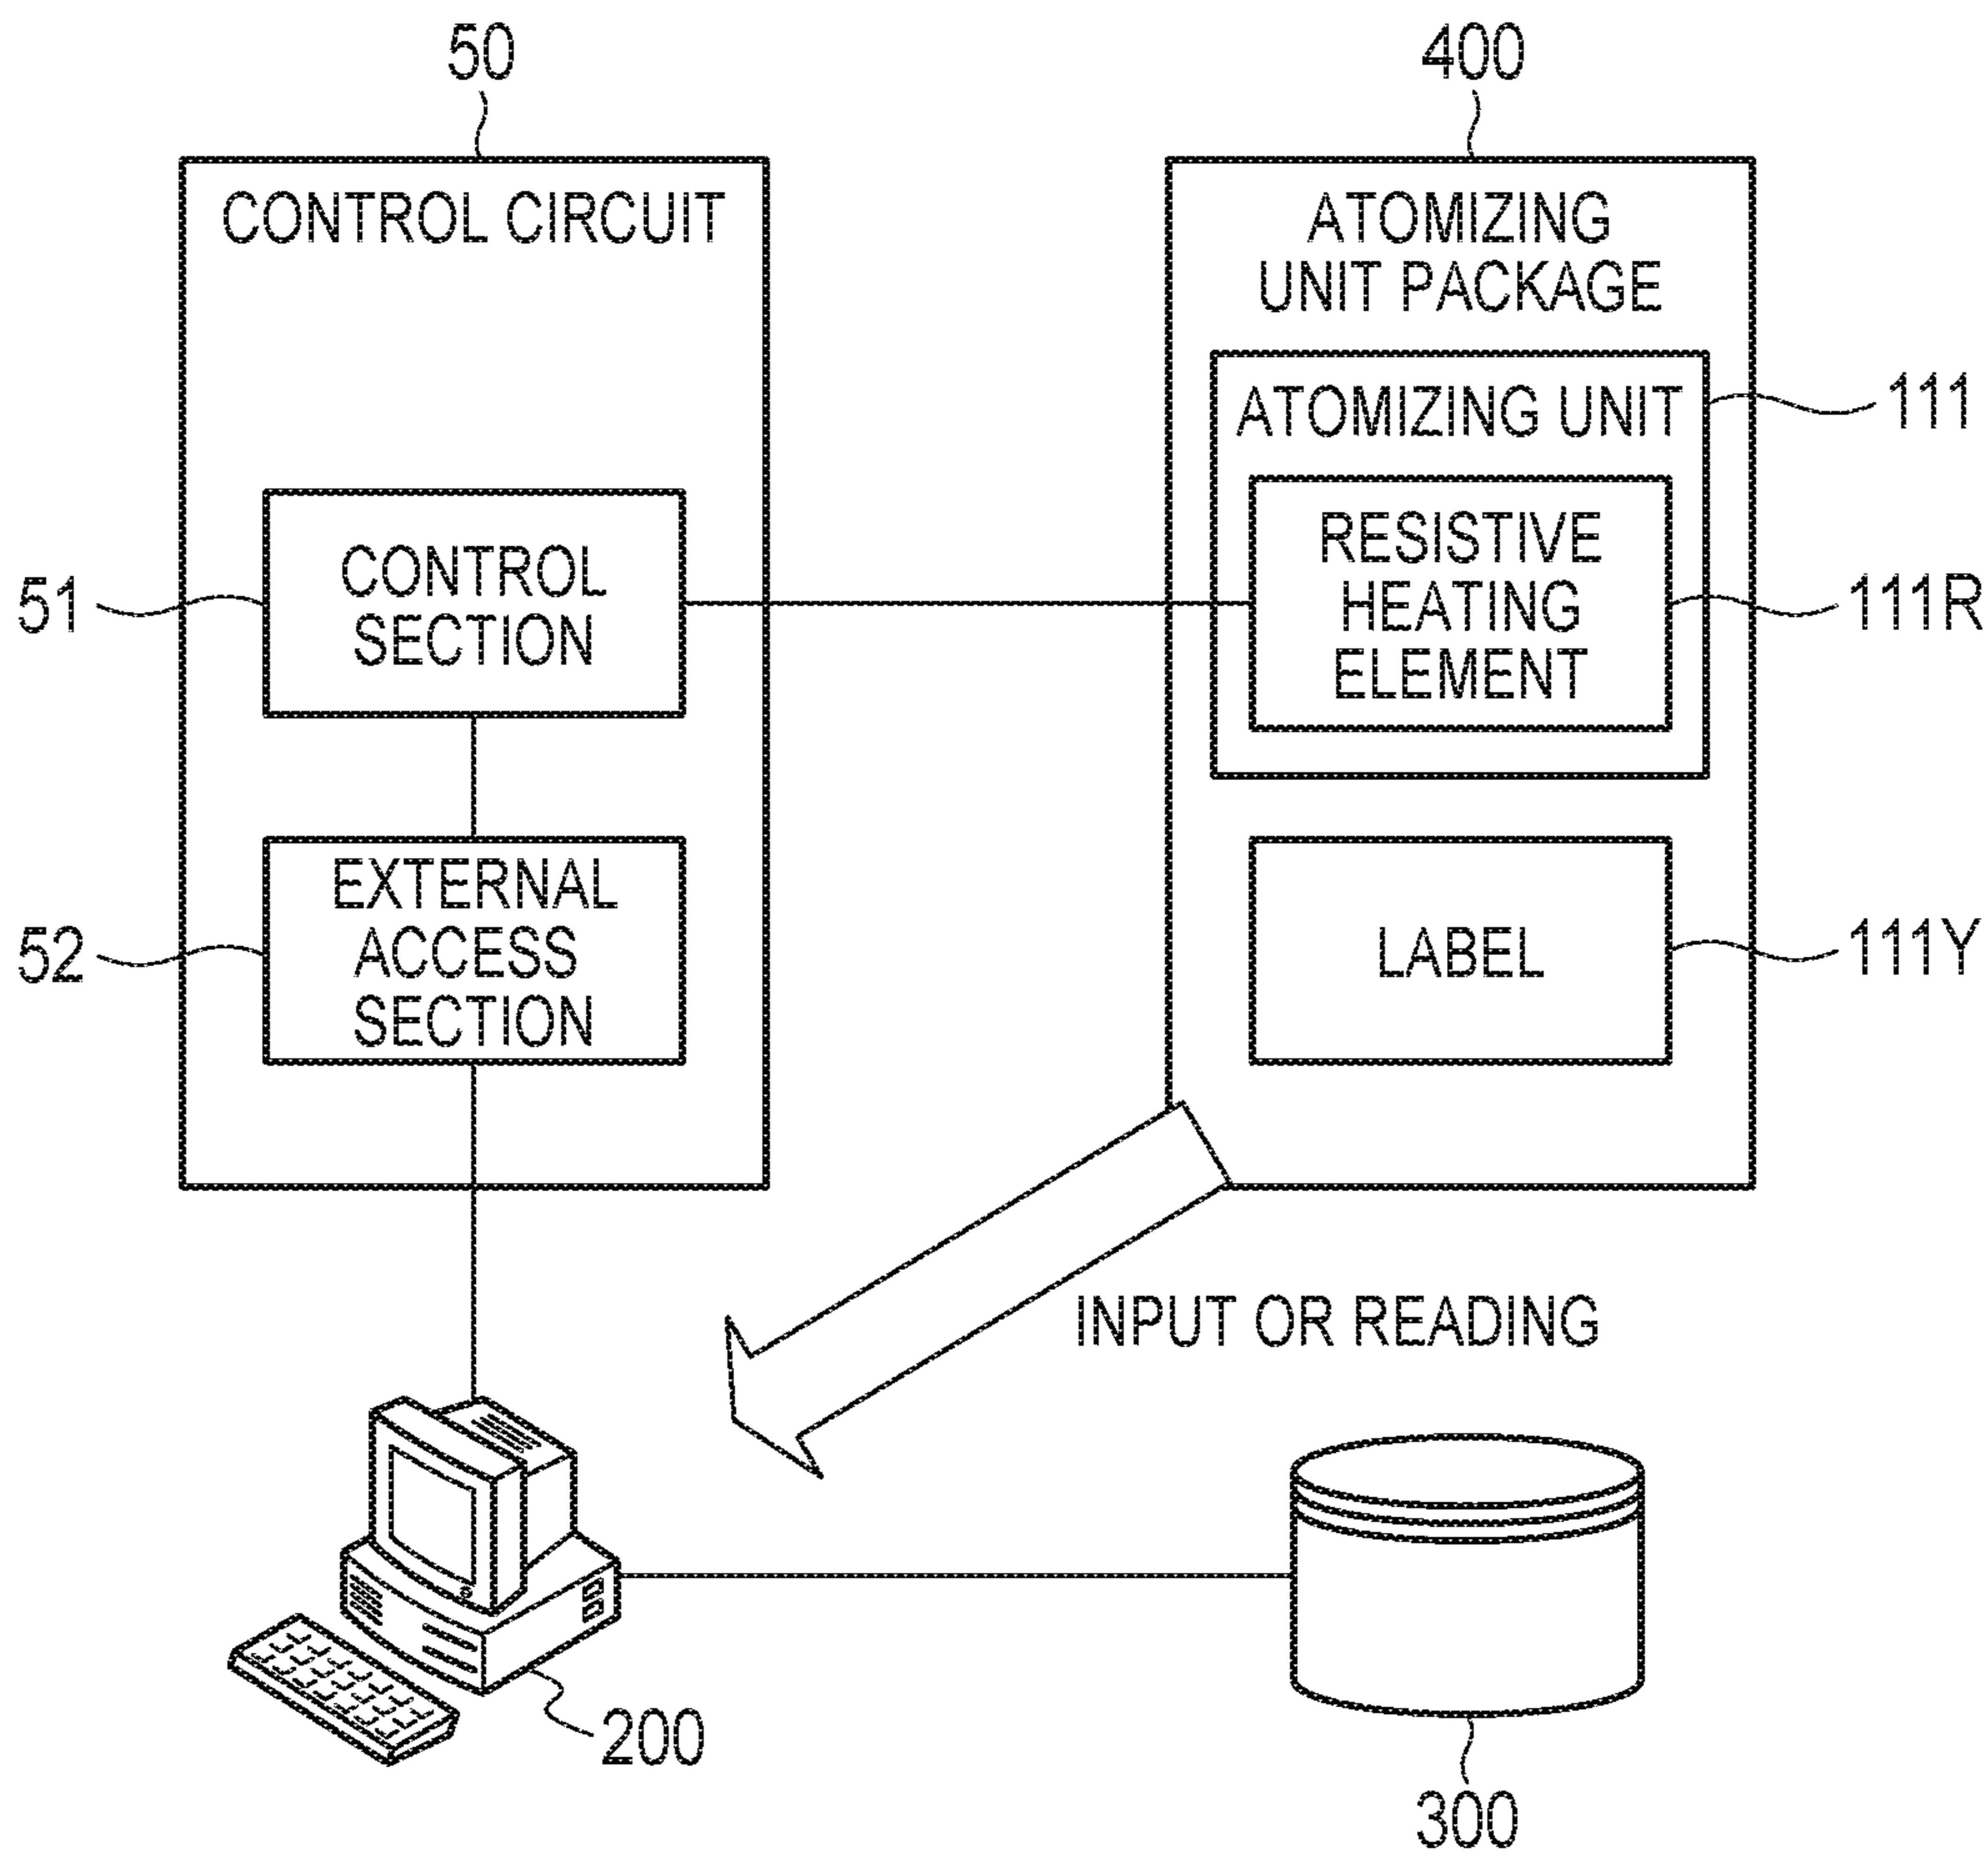 50
400
CONTROL CIRCUIT
ATOMIZING
UNIT PACKAGE
ATOMIZING UNIT
111
RESISTIVE
HEATING
ELEMENT
111R
CONTROL
SECTION
51
EXTERNAL
ACCESS
SECTION
52
LABEL
111Y
INPUT OR READING
200
300